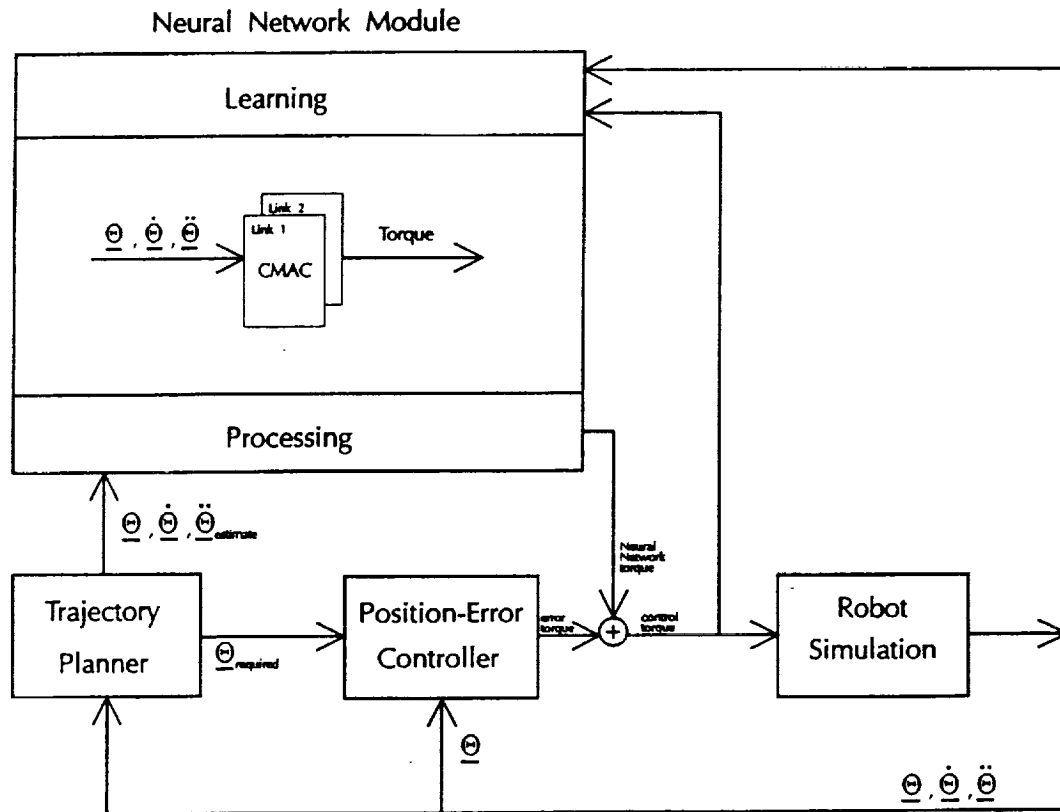 Neural Network Module
Learning
Link 2
Link 1
Θ , Θ̇ , Θ̈
Torque
CMAC
Processing
Θ , Θ̇ , Θ̈ estimate
Neural
Network
torque
Trajectory
Planner
Θ required
Position-Error
Controller
error
torque
+
control
torque
Robot
Simulation
Θ
Θ , Θ̇ , Θ̈